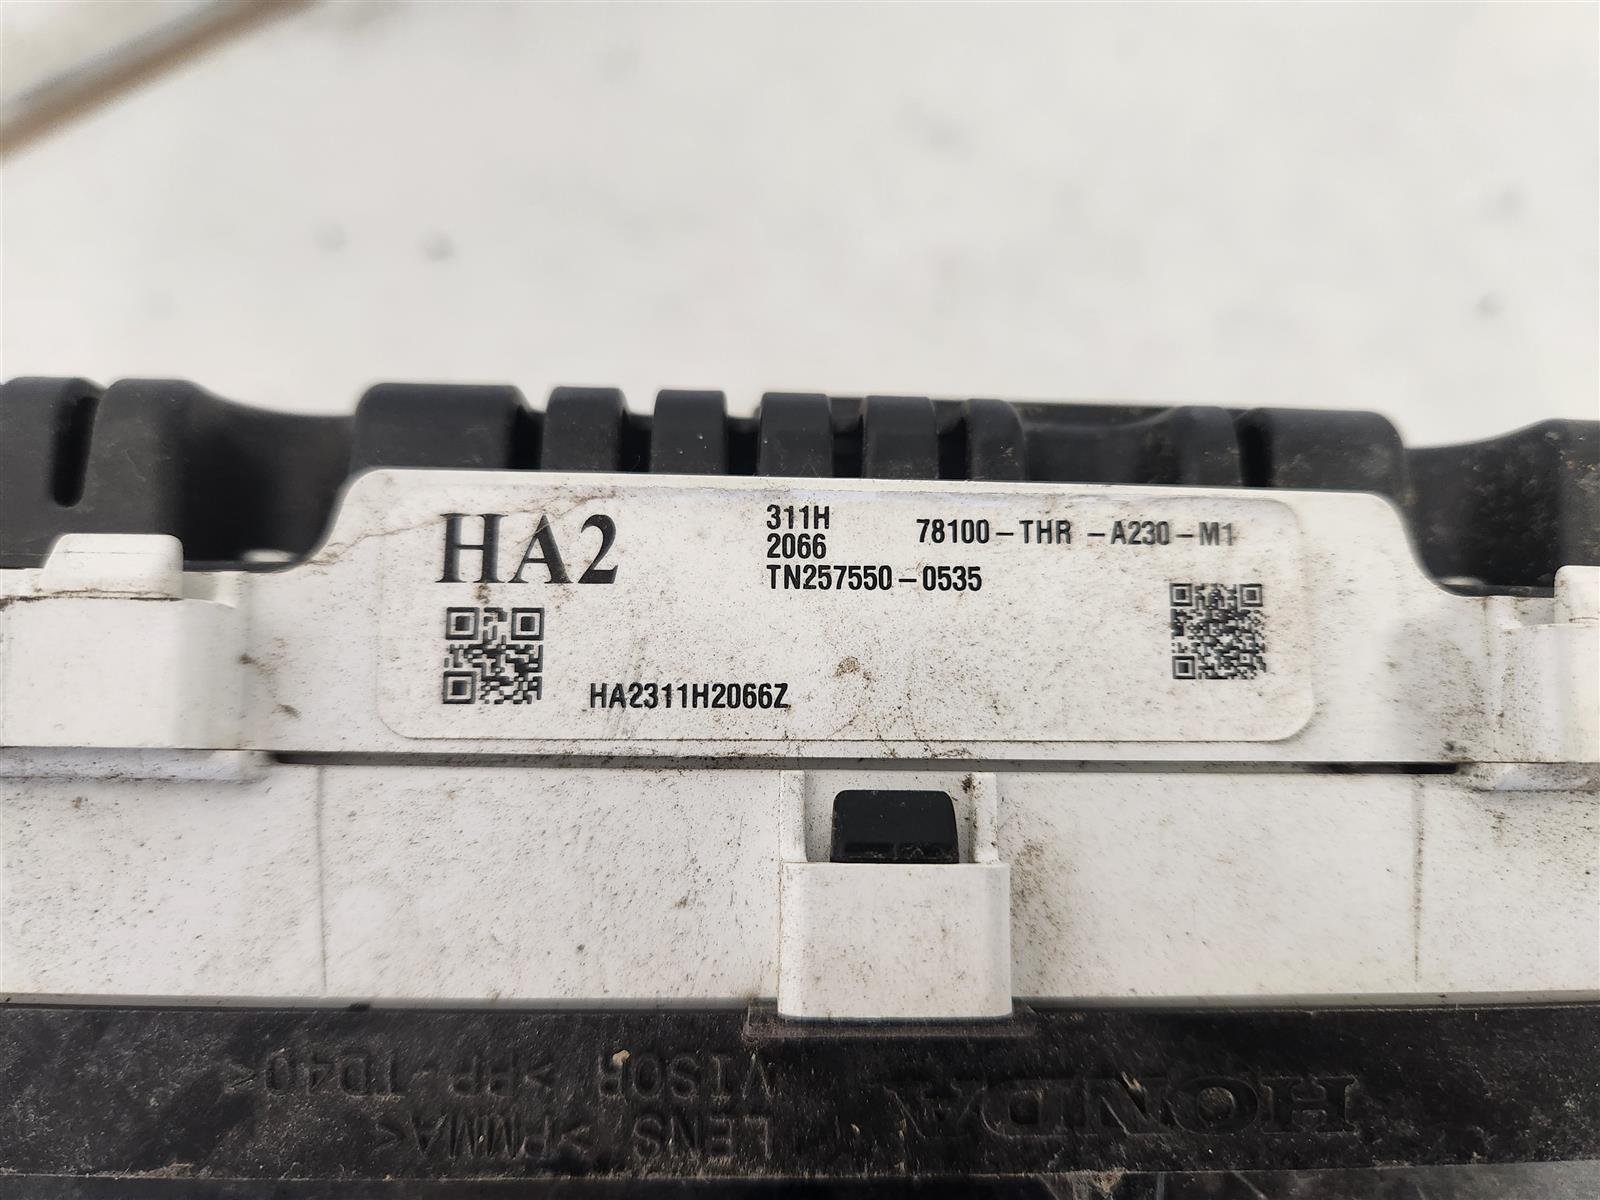 HA2
311H
2066
TN257550-0535
78100-THR -A230-M1
HA2311H2066Z
HONDA
LENS >PMMA<
VISOR >PP-TD40<